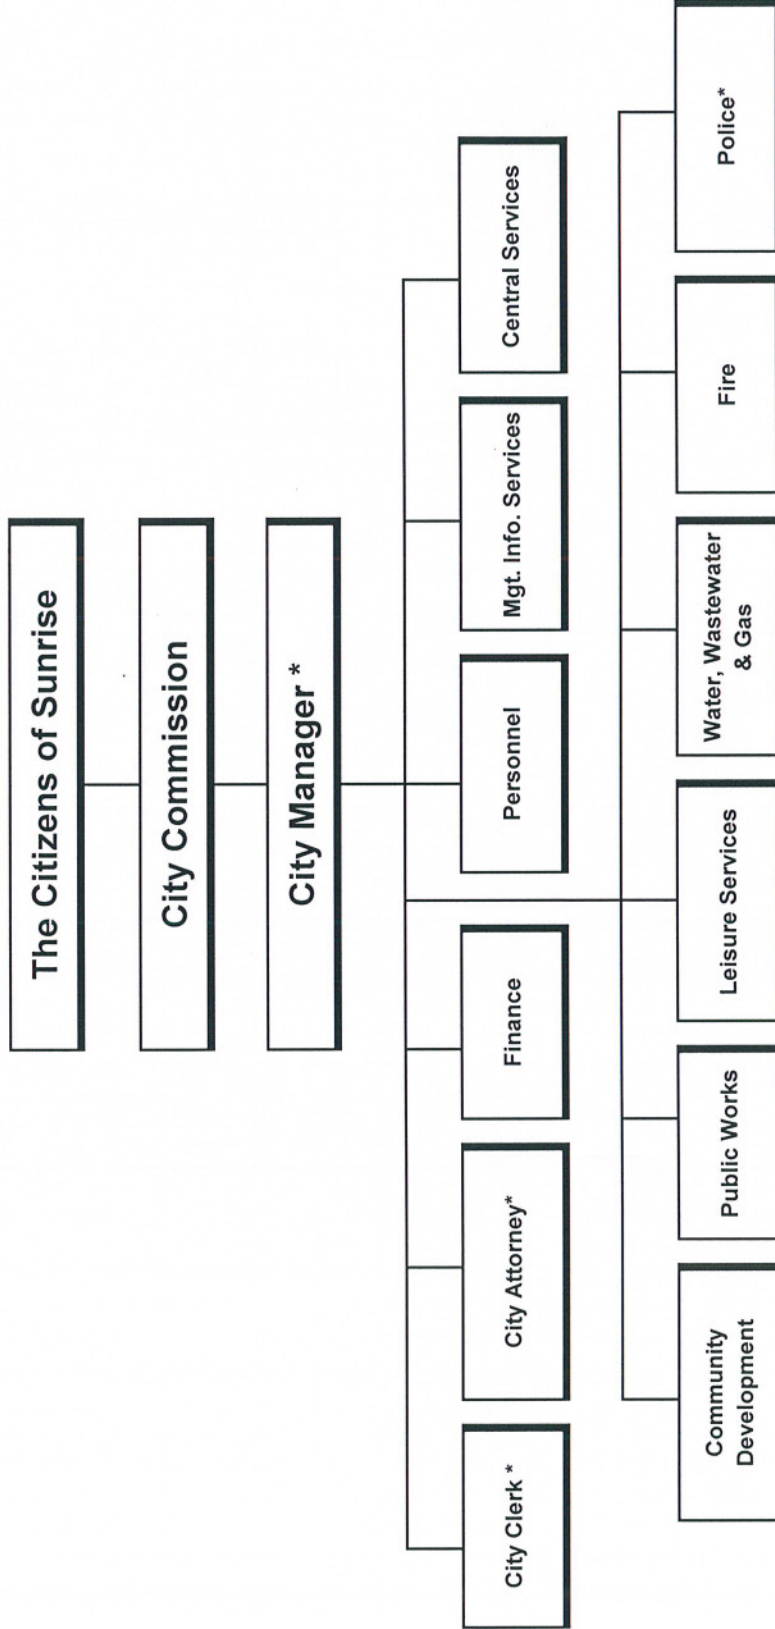 The Citizens of Sunrise
City Commission
City Manager *
City Clerk *
City Attorney*
Finance
Personnel
Mgt. Info. Services
Central Services
Community
Development
Public Works
Leisure Services
Water, Wastewater
& Gas
Fire
Police*